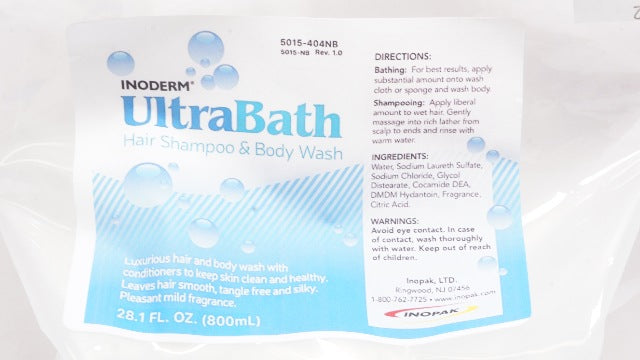 5015-404NB
5015-NB Rev. 1.0
INODERM®
UltraBath
Hair Shampoo & Body Wash
Luxurious hair and body wash with
conditioners to keep skin clean and healthy.
Leaves hair smooth, tangle free and silky.
Pleasant mild fragrance.
28.1 FL. OZ. (800mL)
DIRECTIONS:
Bathing: For best results, apply
substantial amount onto wash
cloth or sponge and wash body.
Shampooing: Apply liberal
amount to wet hair. Gently
massage into rich lather from
scalp to ends and rinse with
warm water.
INGREDIENTS:
Water, Sodium Laureth Sulfate,
Sodium Chloride, Glycol
Distearate, Cocamide DEA,
DMDM Hydantoin, Fragrance,
Citric Acid.
WARNINGS:
Avoid eye contact. In case
of contact, wash thoroughly
with water. Keep out of reach
of children.
Inopak, LTD.
Ringwood, NJ 07456
1-800-762-7725 • www.inopak.com
INOPAK